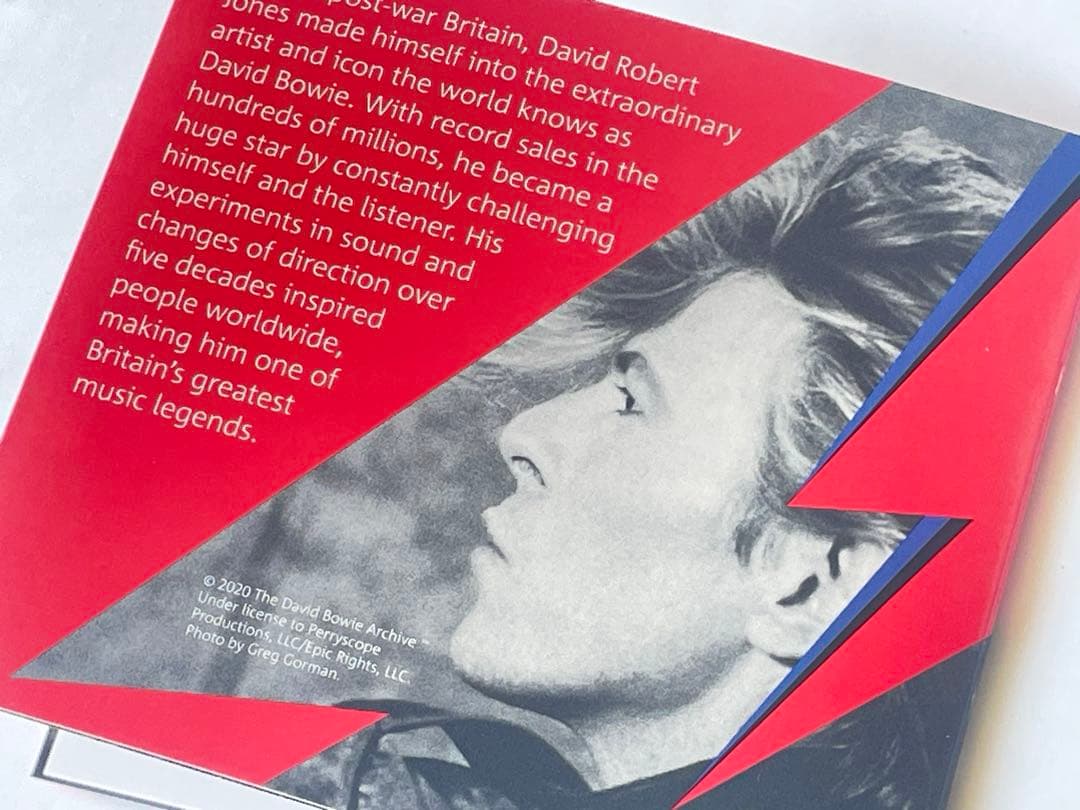 post-war Britain, David Robert
Jones made himself into the extraordinary
artist and icon the world knows as
David Bowie. With record sales in the
hundreds of millions, he became a
huge star by constantly challenging
himself and the listener. His
experiments in sound and
changes of direction over
five decades inspired
people worldwide,
making him one of
Britain's greatest
music legends.
© 2020 The David Bowie Archive ™
Under license to Perryscope
Productions, LLC/Epic Rights, LLC.
Photo by Greg Gorman.